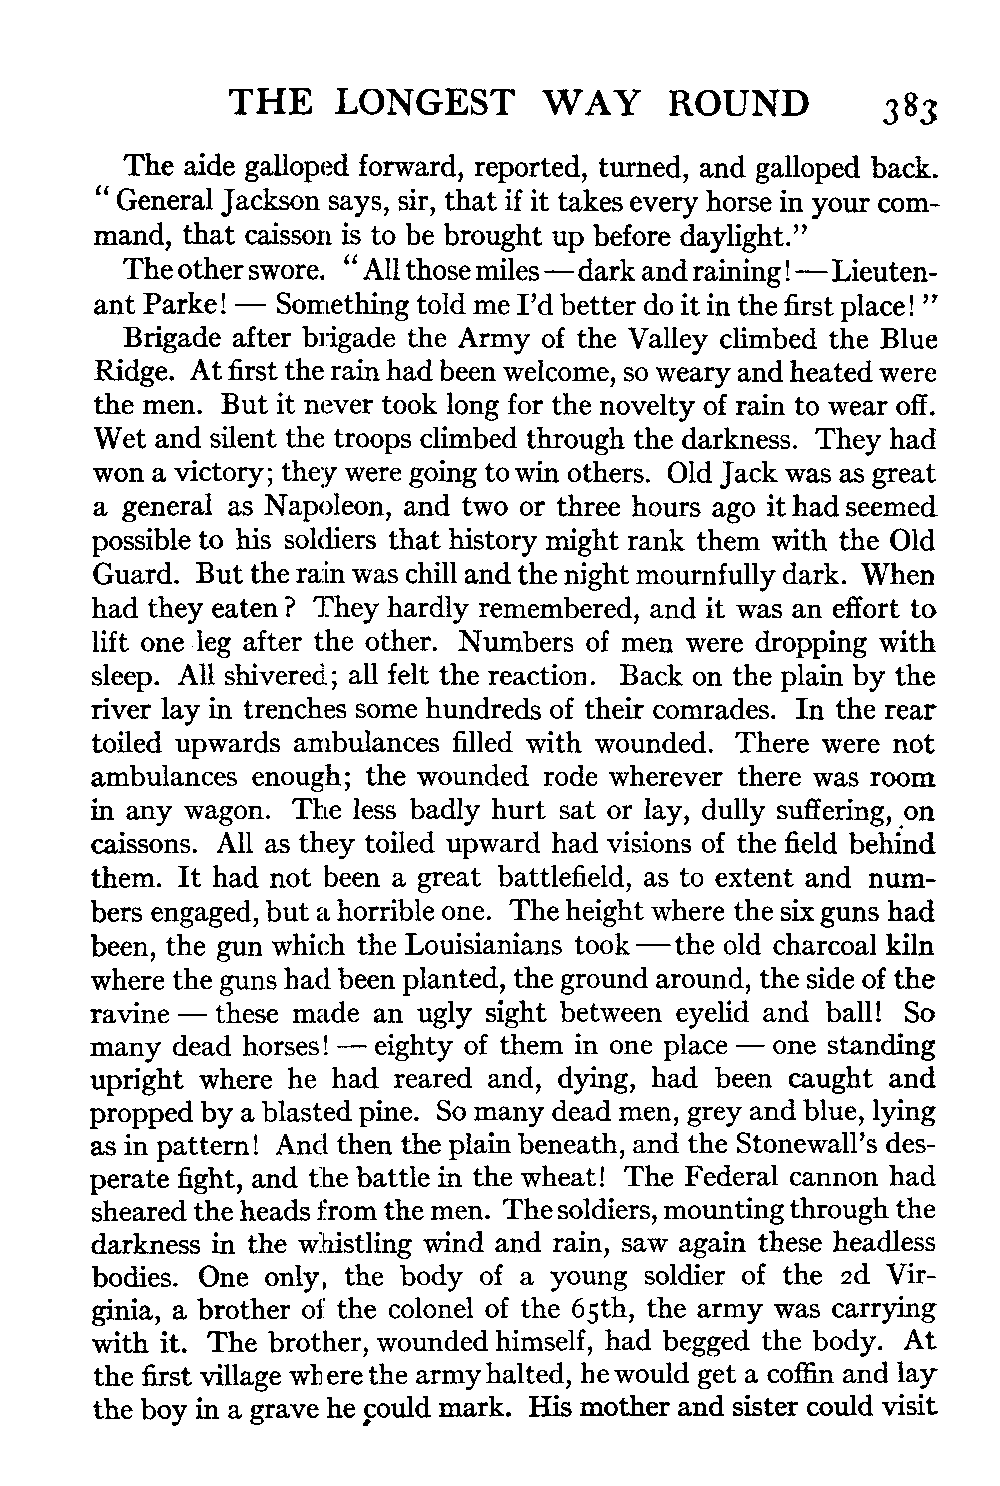 THE LONGEST WAY ROUND 383
The aide galloped forward, reported, turned, and galloped back.
“General Jackson says, sir, that if it takes every horse in your com-
mand, that caisson is to be brought up before daylight.”
The other swore. “All those miles — dark and raining! — Lieuten-
ant Parke! — Something told me I’d better do it in the first place!”
Brigade after brigade the Army of the Valley climbed the Blue
Ridge. At first the rain had been welcome, so weary and heated were
the men. But it never took long for the novelty of rain to wear off.
Wet and silent the troops climbed through the darkness. They had
won a victory; they were going to win others. Old Jack was as great
a general as Napoleon, and two or three hours ago it had seemed
possible to his soldiers that history might rank them with the Old
Guard. But the rain was chill and the night mournfully dark. When
had they eaten? They hardly remembered, and it was an effort to
lift one leg after the other. Numbers of men were dropping with
sleep. All shivered; all felt the reaction. Back on the plain by the
river lay in trenches some hundreds of their comrades. In the rear
toiled upwards ambulances filled with wounded. There were not
ambulances enough; the wounded rode wherever there was room
in any wagon. The less badly hurt sat or lay, dully suffering, on
caissons. All as they toiled upward had visions of the field behind
them. It had not been a great battlefield, as to extent and num-
bers engaged, but a horrible one. The height where the six guns had
been, the gun which the Louisianians took — the old charcoal kiln
where the guns had been planted, the ground around, the side of the
ravine — these made an ugly sight between eyelid and ball! So
many dead horses! — eighty of them in one place — one standing
upright where he had reared and, dying, had been caught and
propped by a blasted pine. So many dead men, grey and blue, lying
as in pattern! And then the plain beneath, and the Stonewall’s des-
perate fight, and the battle in the wheat! The Federal cannon had
sheared the heads from the men. The soldiers, mounting through the
darkness in the whistling wind and rain, saw again these headless
bodies. One only, the body of a young soldier of the 2d Vir-
ginia, a brother of the colonel of the 65th, the army was carrying
with it. The brother, wounded himself, had begged the body. At
the first village where the army halted, he would get a coffin and lay
the boy in a grave he could mark. His mother and sister could visit